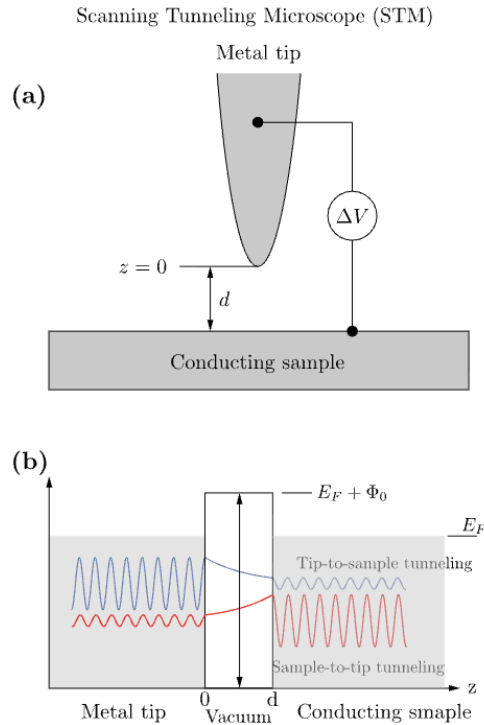 Scanning Tunneling Microscope (STM)
Metal tip
(a)
ΔV
z = 0
d
Conducting sample
(b)
E_F + Φ_0
E_F
Tip-to-sample tunneling
Sample-to-tip tunneling
0
d
z
Metal tip
Vacuum
Conducting smaple